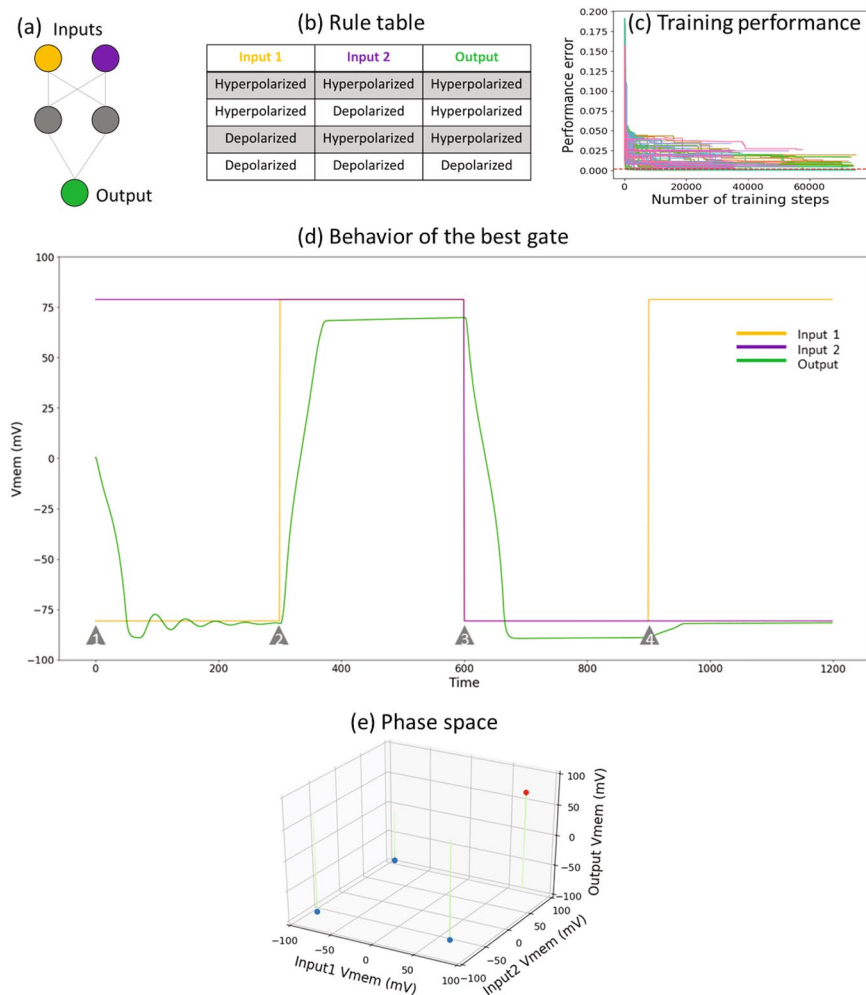 (a) Inputs
Output
(b) Rule table
Input 1 Input 2 Output
Hyperpolarized Hyperpolarized Hyperpolarized
Hyperpolarized Depolarized Hyperpolarized
Depolarized Hyperpolarized Hyperpolarized
Depolarized Depolarized Depolarized
(c) Training performance
Performance error
0.200
0.175
0.150
0.125
0.100
0.075
0.050
0.025
0.000
0 20000 40000 60000
Number of training steps
(d) Behavior of the best gate
Vmem (mV)
100
75
50
25
0
−25
−50
−75
−100
Input 1
Input 2
Output
1 2 3 4
0 200 400 600 800 1000 1200
Time
(e) Phase space
Output Vmem (mV)
100
50
0
−50
−100
Input2 Vmem (mV)
100
50
0
−50
−100
Input1 Vmem (mV)
−100
−50
0
50
100